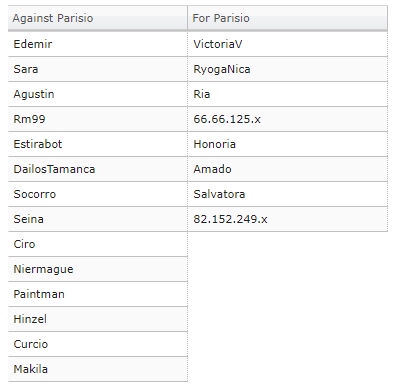 Against Parisio For Parisio
Edemir VictoriaV
Sara RyogaNica
Agustin Ria
Rm99 66.66.125.x
Estirabot Honoria
DailosTamanca Amado
Socorro Salvatora
Seina 82.152.249.x
Ciro
Niermague
Paintman
Hinzel
Curcio
Makila